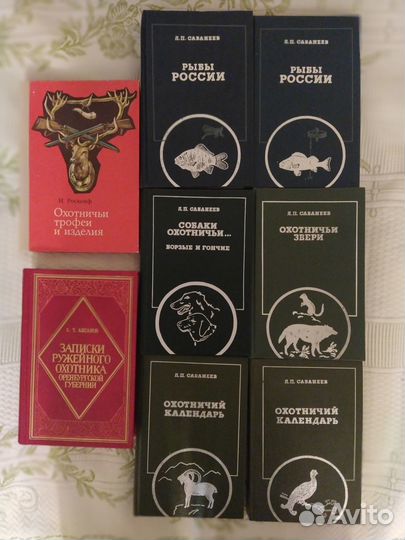 И. Роскопф
Охотничьи
трофеи
и изделия
С. Т. АКСАКОВ
ЗАПИСКИ
РУЖЕЙНОГО
ОХОТНИКА
ОРЕНБУРГСКОЙ
ГУБЕРНИИ
Л.П. САБАНЕЕВ
РЫБЫ
РОССИИ
Л.П. САБАНЕЕВ
РЫБЫ
РОССИИ
Л.П. САБАНЕЕВ
СОБАКИ
ОХОТНИЧЬИ...
БОРЗЫЕ И ГОНЧИЕ
Л.П. САБАНЕЕВ
ОХОТНИЧЬИ
ЗВЕРИ
Л.П. САБАНЕЕВ
ОХОТНИЧИЙ
КАЛЕНДАРЬ
Л.П. САБАНЕЕВ
ОХОТНИЧИЙ
КАЛЕНДАРЬ
Avito